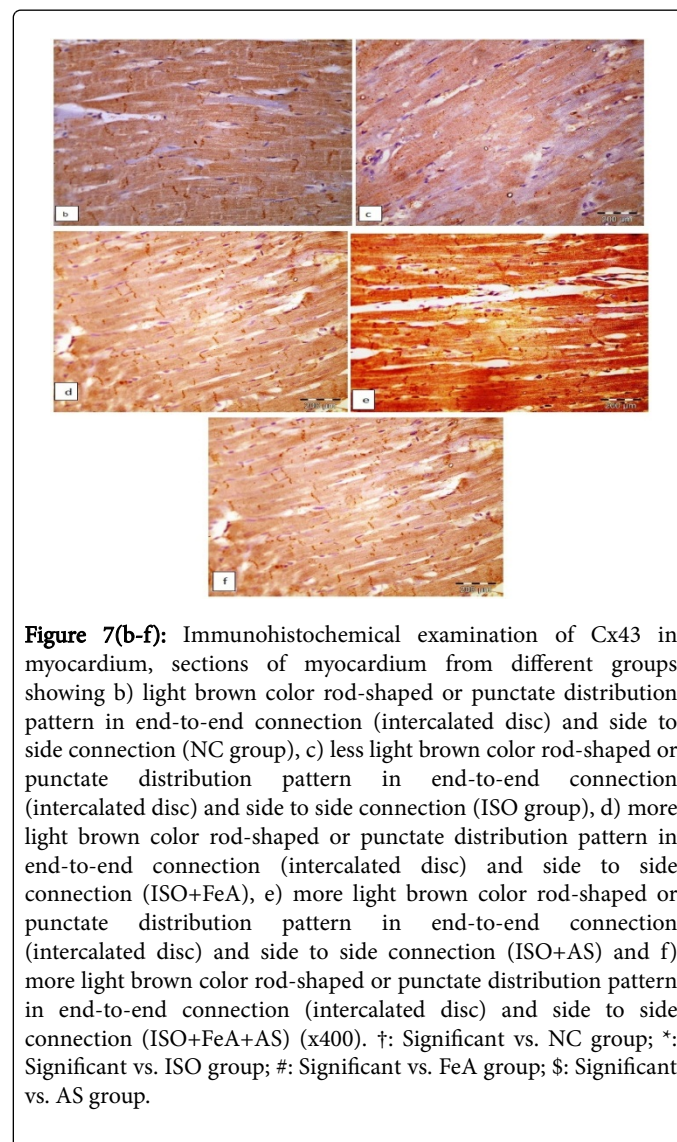 b
c
200 µm
d
200 µm
e
200 µm
f
200 µm
Figure 7(b-f): Immunohistochemical examination of Cx43 in
myocardium, sections of myocardium from different groups
showing b) light brown color rod-shaped or punctate distribution
pattern in end-to-end connection (intercalated disc) and side to
side connection (NC group), c) less light brown color rod-shaped or
punctate distribution pattern in end-to-end connection
(intercalated disc) and side to side connection (ISO group), d) more
light brown color rod-shaped or punctate distribution pattern in
end-to-end connection (intercalated disc) and side to side
connection (ISO+FeA), e) more light brown color rod-shaped or
punctate distribution pattern in end-to-end connection
(intercalated disc) and side to side connection (ISO+AS) and f)
more light brown color rod-shaped or punctate distribution pattern
in end-to-end connection (intercalated disc) and side to side
connection (ISO+FeA+AS) (x400). †: Significant vs. NC group; *:
Significant vs. ISO group; #: Significant vs. FeA group; $: Significant
vs. AS group.